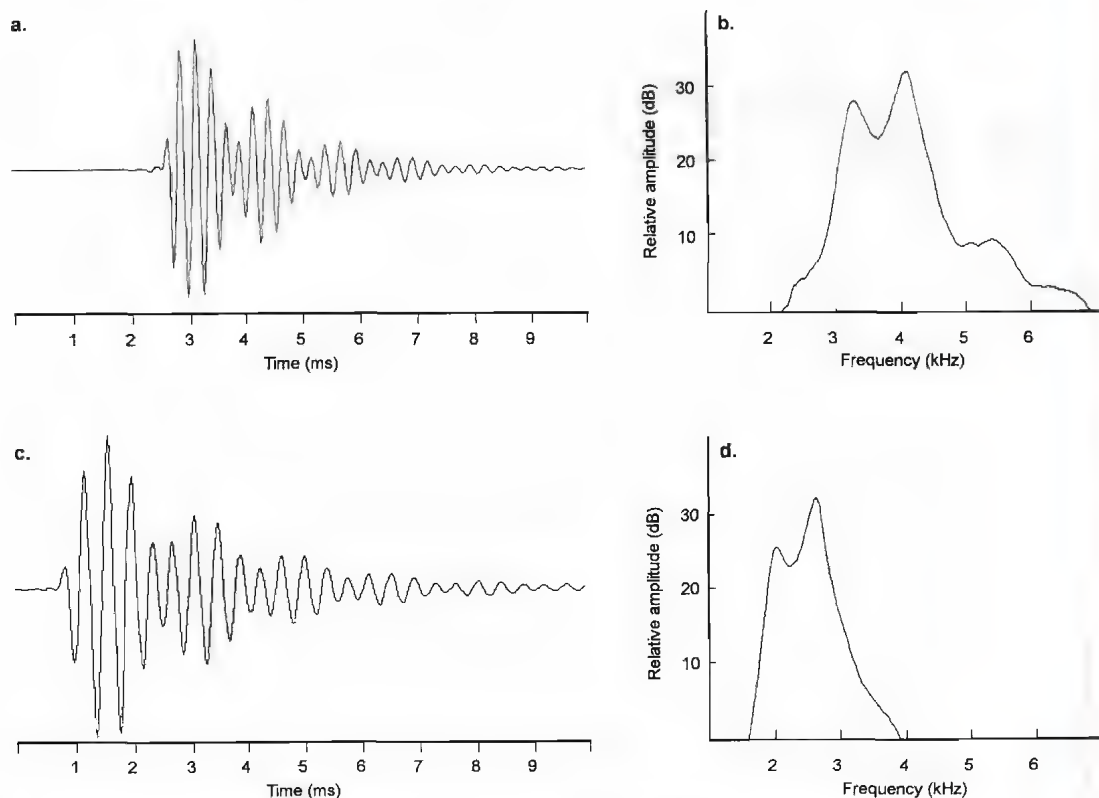 a.
1 2 3 4 5 6 7 8 9
Time (ms)
b.
Relative amplitude (dB)
30
20
10
2 3 4 5 6
Frequency (kHz)
c.
1 2 3 4 5 6 7 8 9
Time (ms)
d.
Relative amplitude (dB)
30
20
10
2 3 4 5 6
Frequency (kHz)